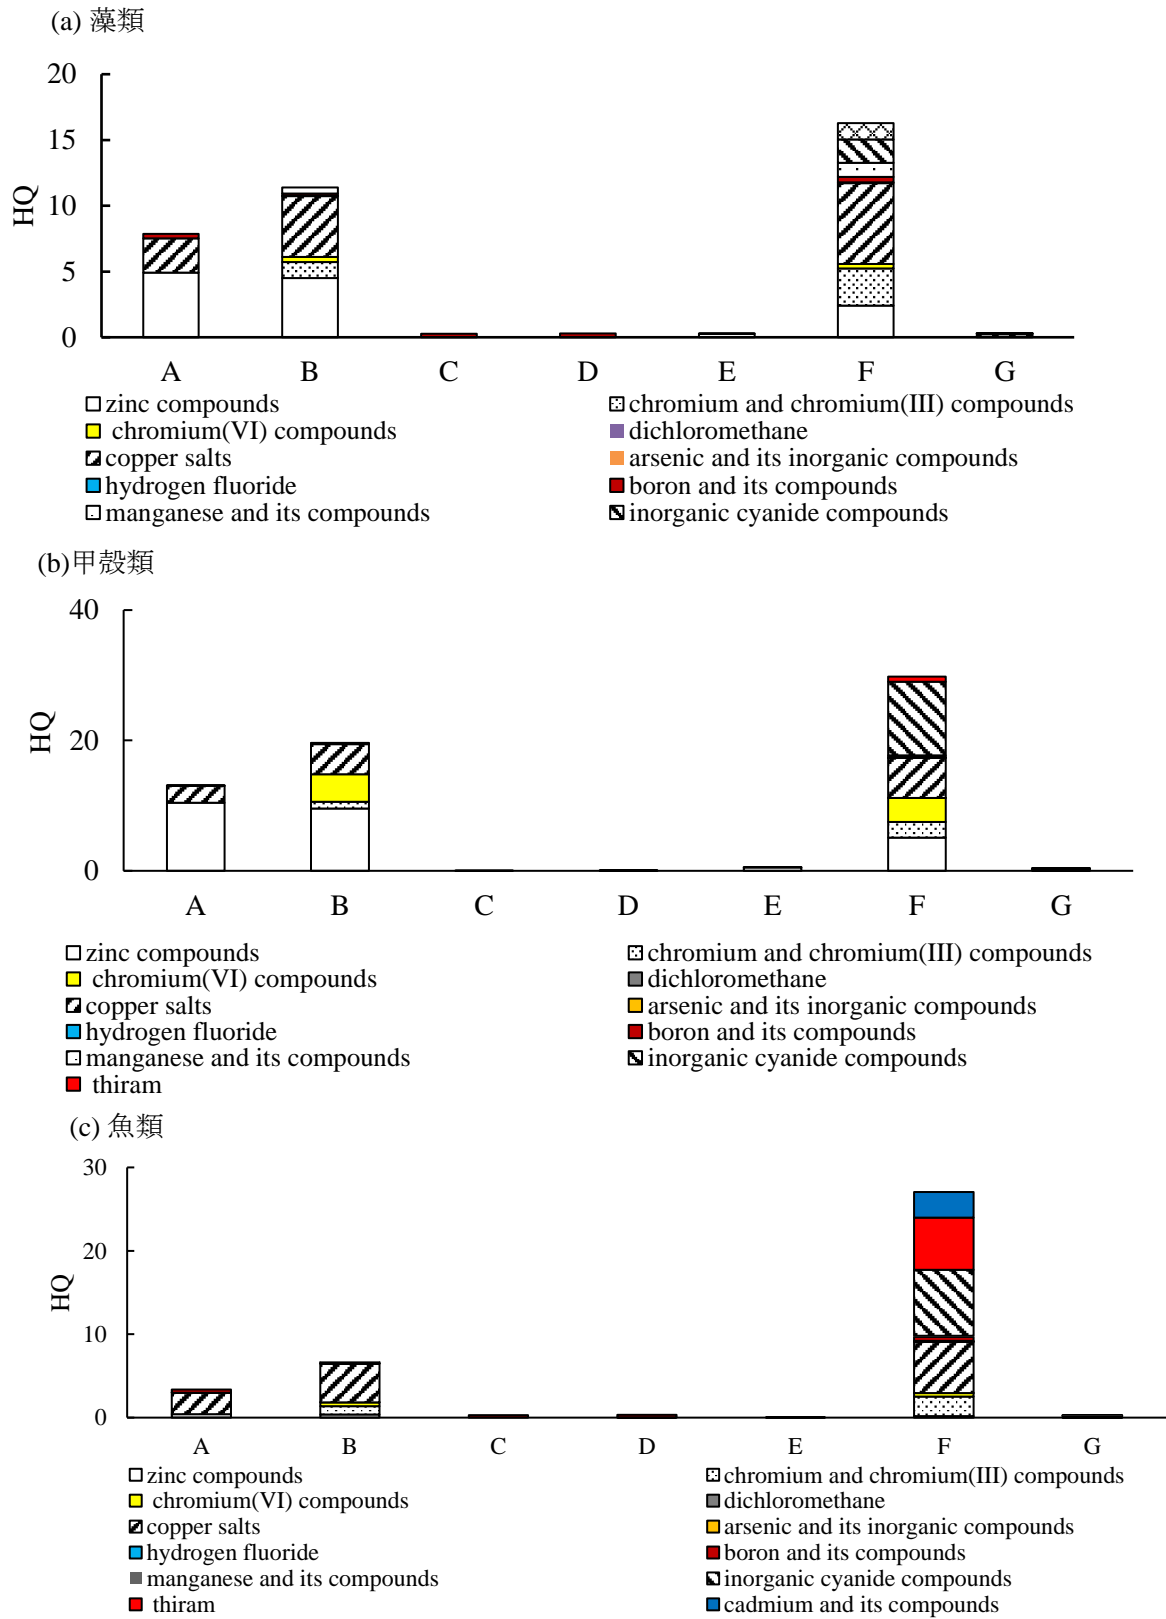 (a) 藻類
20
15
10
5
0
HQ
A B C D E F G
zinc compounds chromium and chromium(III) compounds
chromium(VI) compounds dichloromethane
copper salts arsenic and its inorganic compounds
hydrogen fluoride boron and its compounds
manganese and its compounds inorganic cyanide compounds
(b)甲殻類
40
20
0
HQ
A B C D E F G
zinc compounds chromium and chromium(III) compounds
chromium(VI) compounds dichloromethane
copper salts arsenic and its inorganic compounds
hydrogen fluoride boron and its compounds
manganese and its compounds inorganic cyanide compounds
thiram
(c) 魚類
30
20
10
0
HQ
A B C D E F G
zinc compounds chromium and chromium(III) compounds
chromium(VI) compounds dichloromethane
copper salts arsenic and its inorganic compounds
hydrogen fluoride boron and its compounds
manganese and its compounds inorganic cyanide compounds
thiram cadmium and its compounds